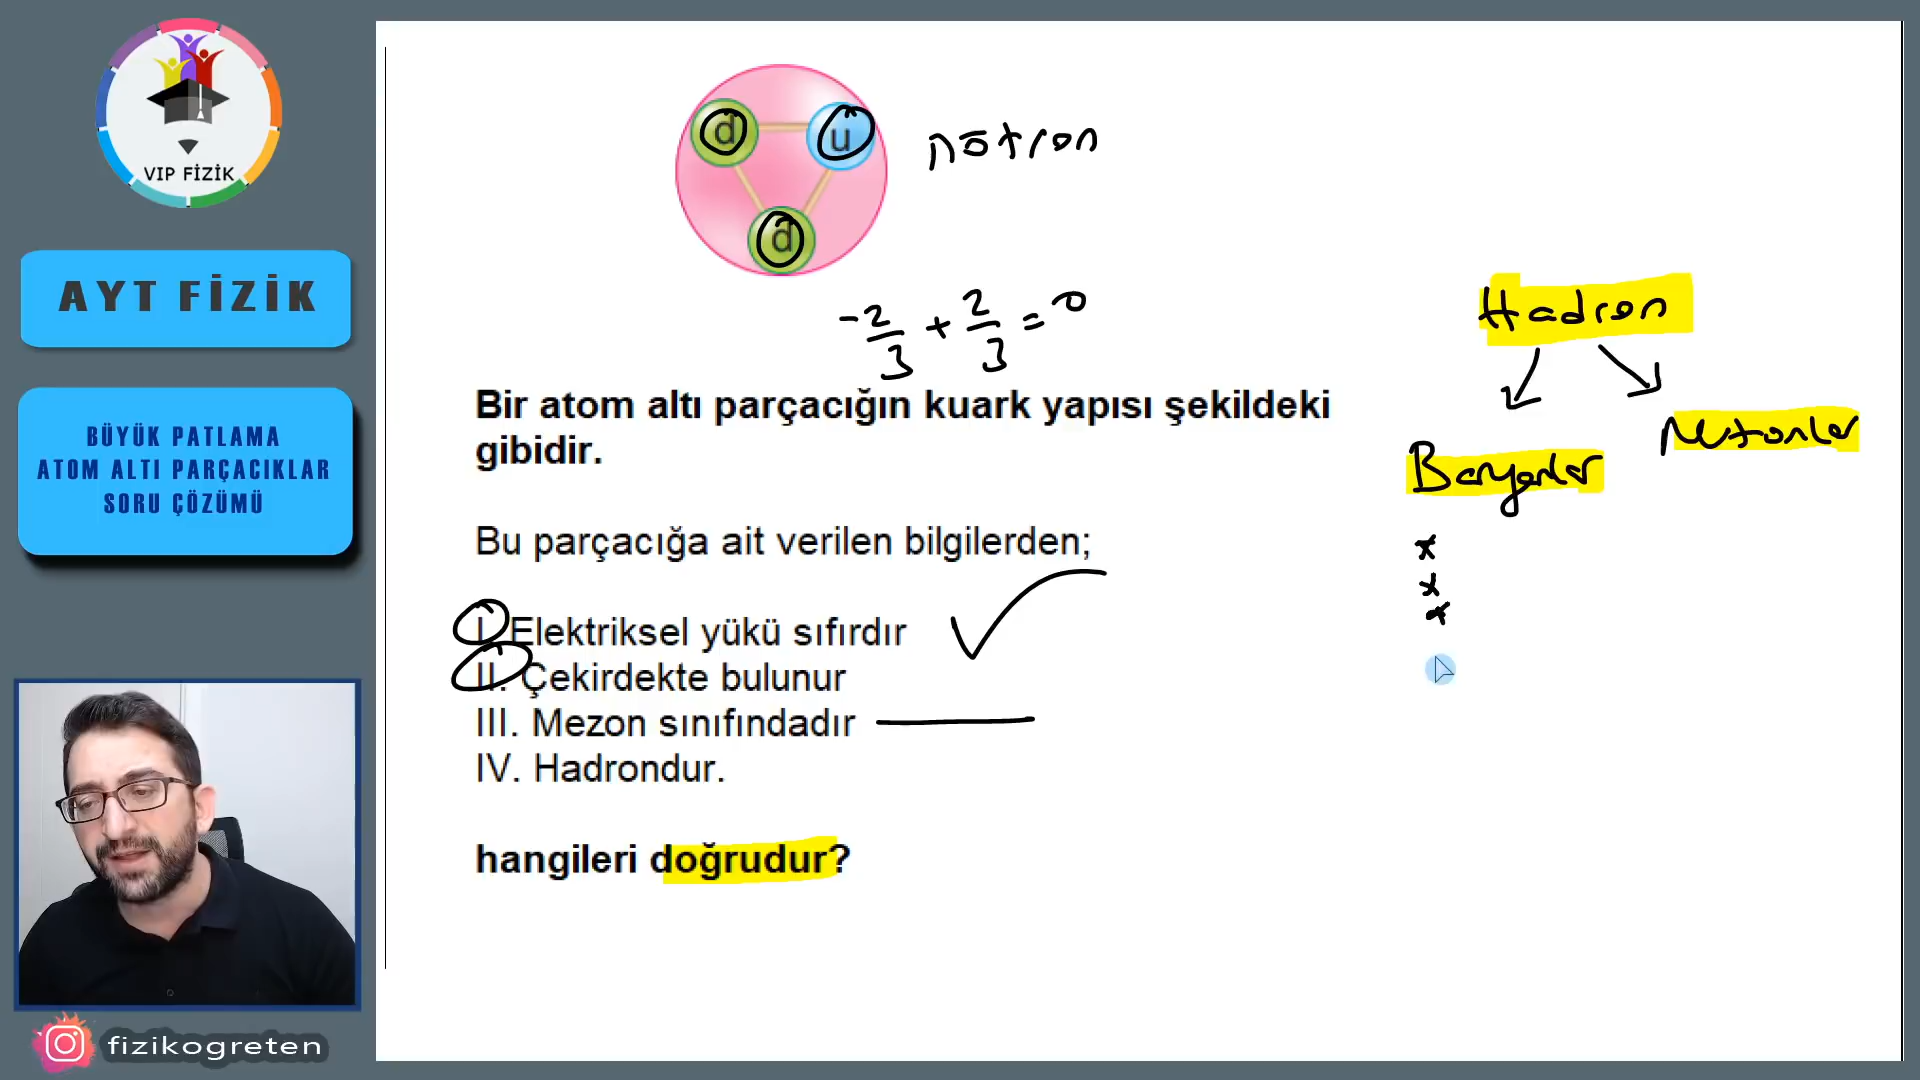 VIP FİZİK
AYT FİZİK
BÜYÜK PATLAMA
ATOM ALTI PARÇACIKLAR
SORU ÇÖZÜMÜ
fizikogreten
d
u
d
nötron
-2/3 + 2/3 = 0
Bir atom altı parçacığın kuark yapısı şekildeki
gibidir.
Bu parçacığa ait verilen bilgilerden;
I. Elektriksel yükü sıfırdır
II. Çekirdekte bulunur
III. Mezon sınıfındadır
IV. Hadrondur.
hangileri doğrudur?
Hadron
Baryonlar